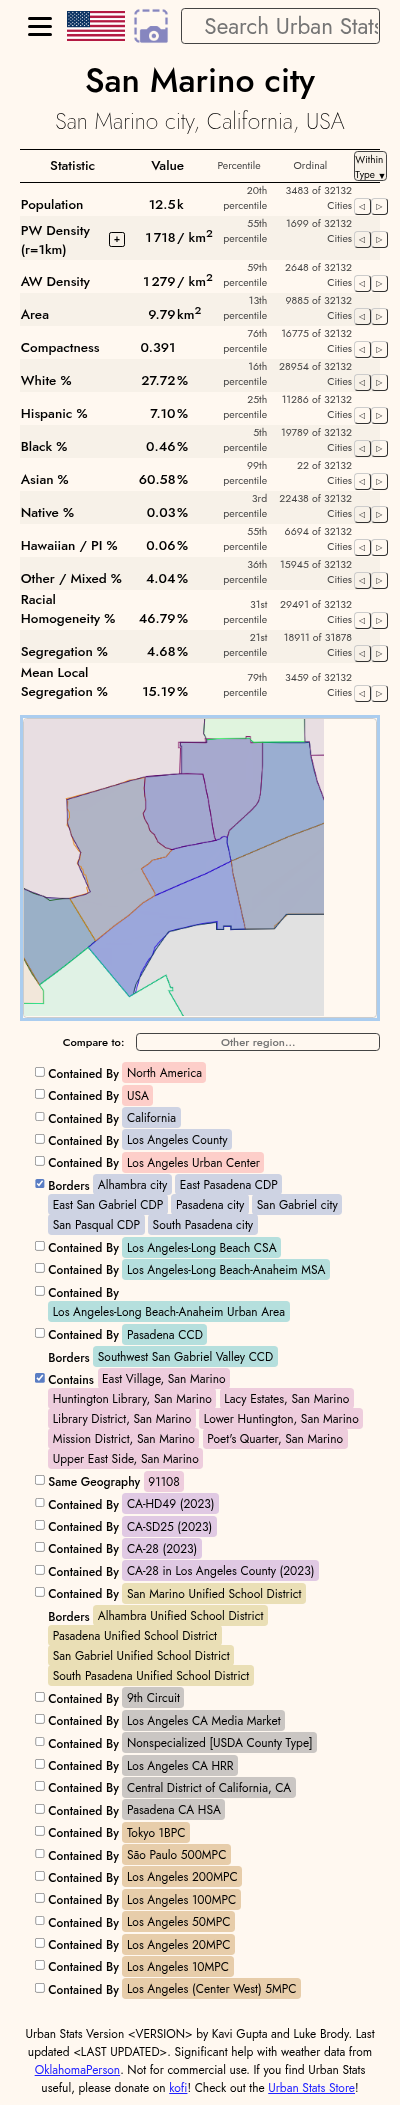 Search Urban Stats
San Marino city
San Marino city, California, USA
Statistic Value Percentile Ordinal Within Type ▼
Population 12.5k 20th percentile 3483 of 32132 Cities ◁ ▷
PW Density (r=1km) + 1 718 / km² 55th percentile 1699 of 32132 Cities ◁ ▷
AW Density 1 279 / km² 59th percentile 2648 of 32132 Cities ◁ ▷
Area 9.79 km² 13th percentile 9885 of 32132 Cities ◁ ▷
Compactness 0.391 76th percentile 16775 of 32132 Cities ◁ ▷
White % 27.72% 16th percentile 28954 of 32132 Cities ◁ ▷
Hispanic % 7.10% 25th percentile 11286 of 32132 Cities ◁ ▷
Black % 0.46% 5th percentile 19789 of 32132 Cities ◁ ▷
Asian % 60.58% 99th percentile 22 of 32132 Cities ◁ ▷
Native % 0.03% 3rd percentile 22438 of 32132 Cities ◁ ▷
Hawaiian / PI % 0.06% 55th percentile 6694 of 32132 Cities ◁ ▷
Other / Mixed % 4.04% 36th percentile 15945 of 32132 Cities ◁ ▷
Racial Homogeneity % 46.79% 31st percentile 29491 of 32132 Cities ◁ ▷
Segregation % 4.68% 21st percentile 18911 of 31878 Cities ◁ ▷
Mean Local Segregation % 15.19% 79th percentile 3459 of 32132 Cities ◁ ▷
Compare to: Other region...
Contained By North America
Contained By USA
Contained By California
Contained By Los Angeles County
Contained By Los Angeles Urban Center
Borders Alhambra city East Pasadena CDP
East San Gabriel CDP Pasadena city San Gabriel city
San Pasqual CDP South Pasadena city
Contained By Los Angeles-Long Beach CSA
Contained By Los Angeles-Long Beach-Anaheim MSA
Contained By
Los Angeles-Long Beach-Anaheim Urban Area
Contained By Pasadena CCD
Borders Southwest San Gabriel Valley CCD
Contains East Village, San Marino
Huntington Library, San Marino Lacy Estates, San Marino
Library District, San Marino Lower Huntington, San Marino
Mission District, San Marino Poet's Quarter, San Marino
Upper East Side, San Marino
Same Geography 91108
Contained By CA-HD49 (2023)
Contained By CA-SD25 (2023)
Contained By CA-28 (2023)
Contained By CA-28 in Los Angeles County (2023)
Contained By San Marino Unified School District
Borders Alhambra Unified School District
Pasadena Unified School District
San Gabriel Unified School District
South Pasadena Unified School District
Contained By 9th Circuit
Contained By Los Angeles CA Media Market
Contained By Nonspecialized [USDA County Type]
Contained By Los Angeles CA HRR
Contained By Central District of California, CA
Contained By Pasadena CA HSA
Contained By Tokyo 1BPC
Contained By São Paulo 500MPC
Contained By Los Angeles 200MPC
Contained By Los Angeles 100MPC
Contained By Los Angeles 50MPC
Contained By Los Angeles 20MPC
Contained By Los Angeles 10MPC
Contained By Los Angeles (Center West) 5MPC
Urban Stats Version <VERSION> by Kavi Gupta and Luke Brody. Last
updated <LAST UPDATED>. Significant help with weather data from
OklahomaPerson. Not for commercial use. If you find Urban Stats
useful, please donate on kofi! Check out the Urban Stats Store!